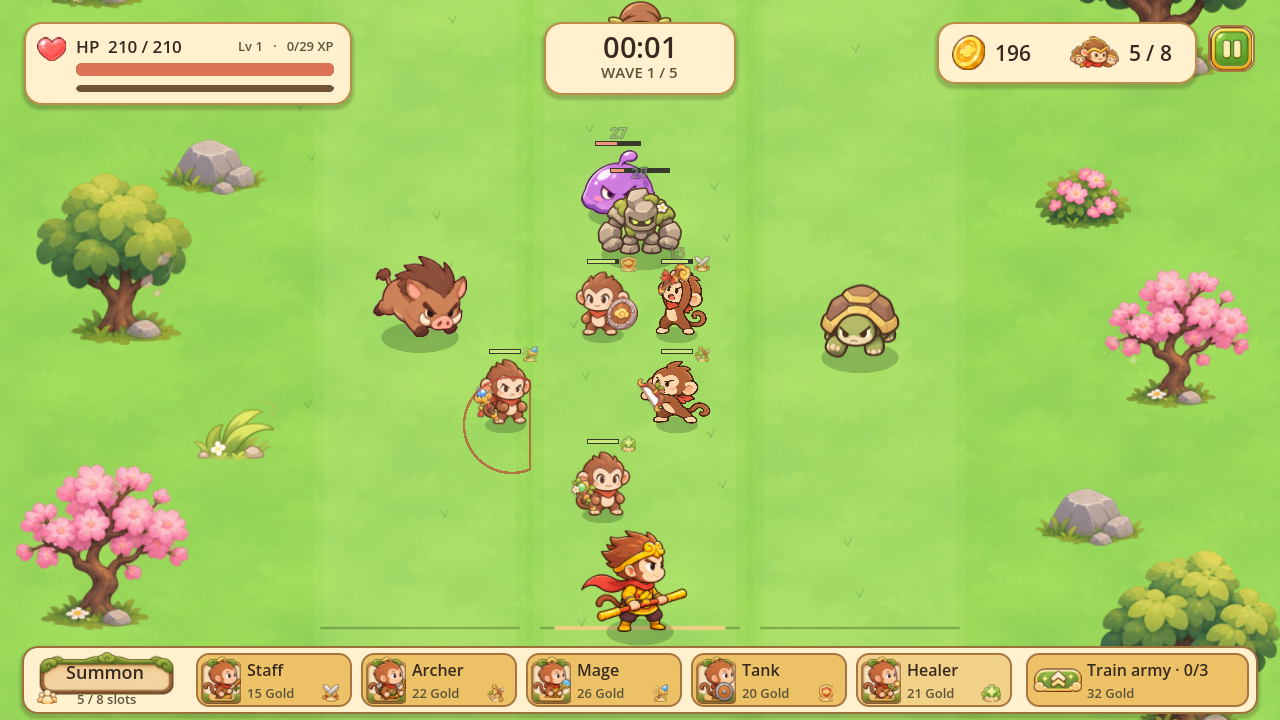 HP 210 / 210
Lv 1 · 0/29 XP
00:01
WAVE 1 / 5
196
5 / 8
27
Summon
5 / 8 slots
Staff
15 Gold
Archer
22 Gold
Mage
26 Gold
Tank
20 Gold
Healer
21 Gold
Train army · 0/3
32 Gold